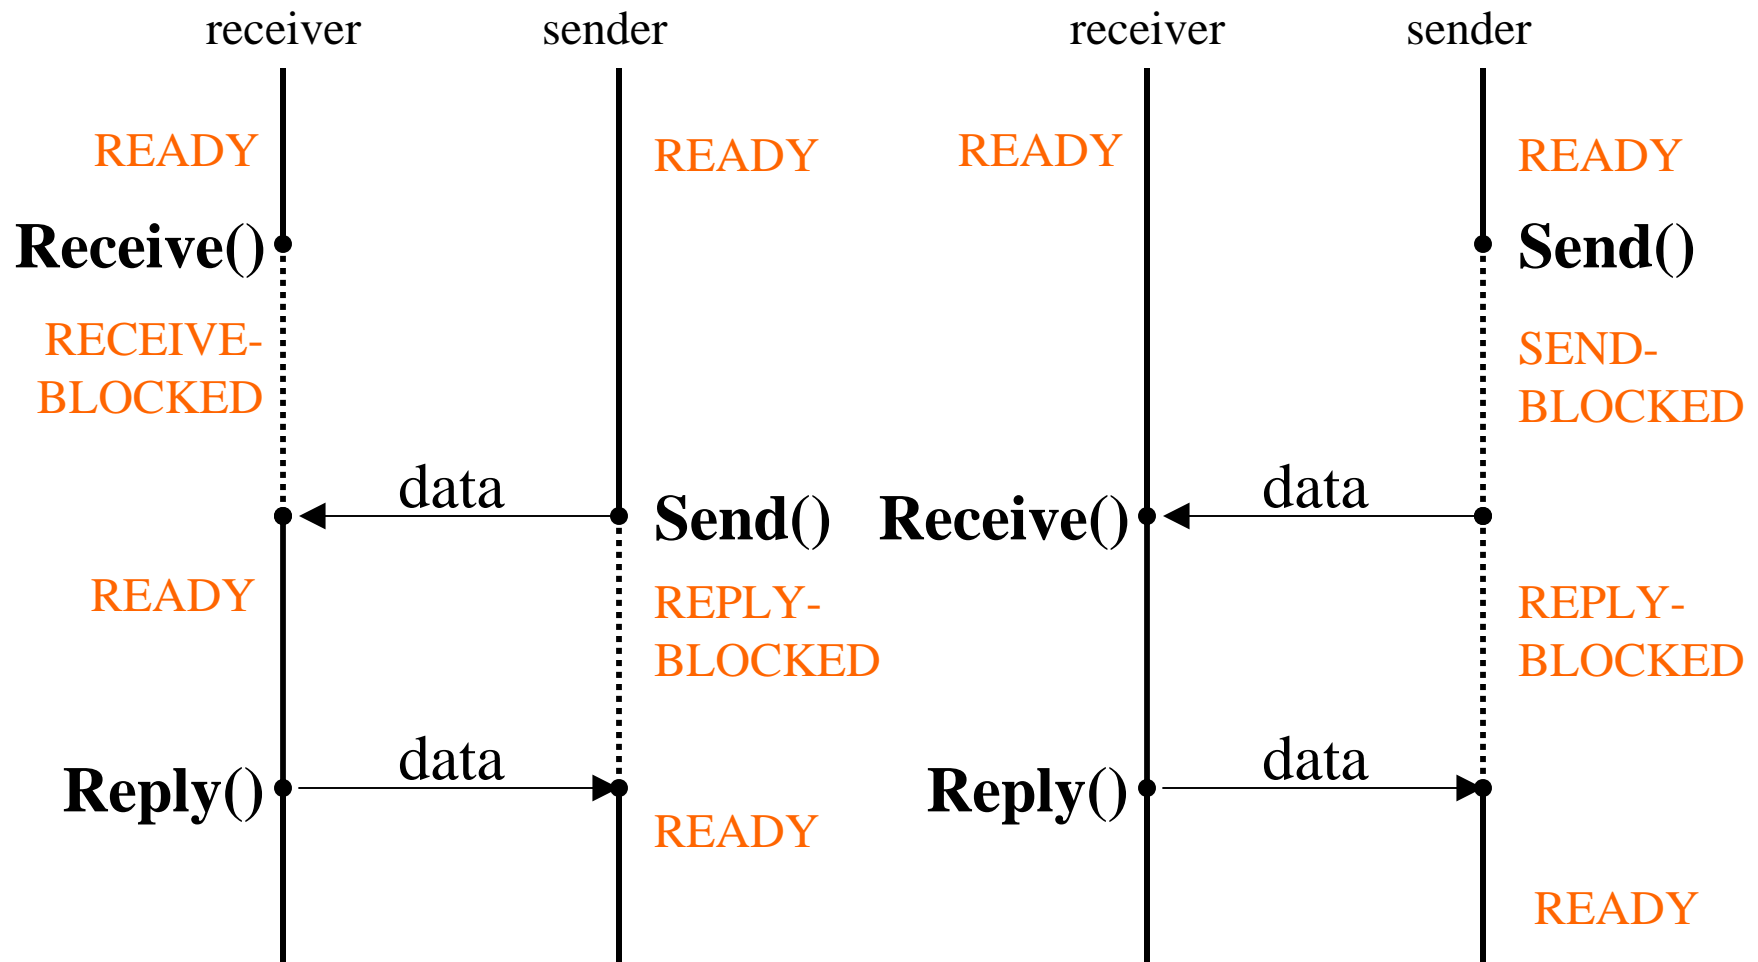 receiver
sender
READY
READY
Receive()
RECEIVE-
BLOCKED
data
Send()
READY
REPLY-
BLOCKED
data
Reply()
READY
receiver
sender
READY
READY
Send()
SEND-
BLOCKED
data
Receive()
REPLY-
BLOCKED
data
Reply()
READY